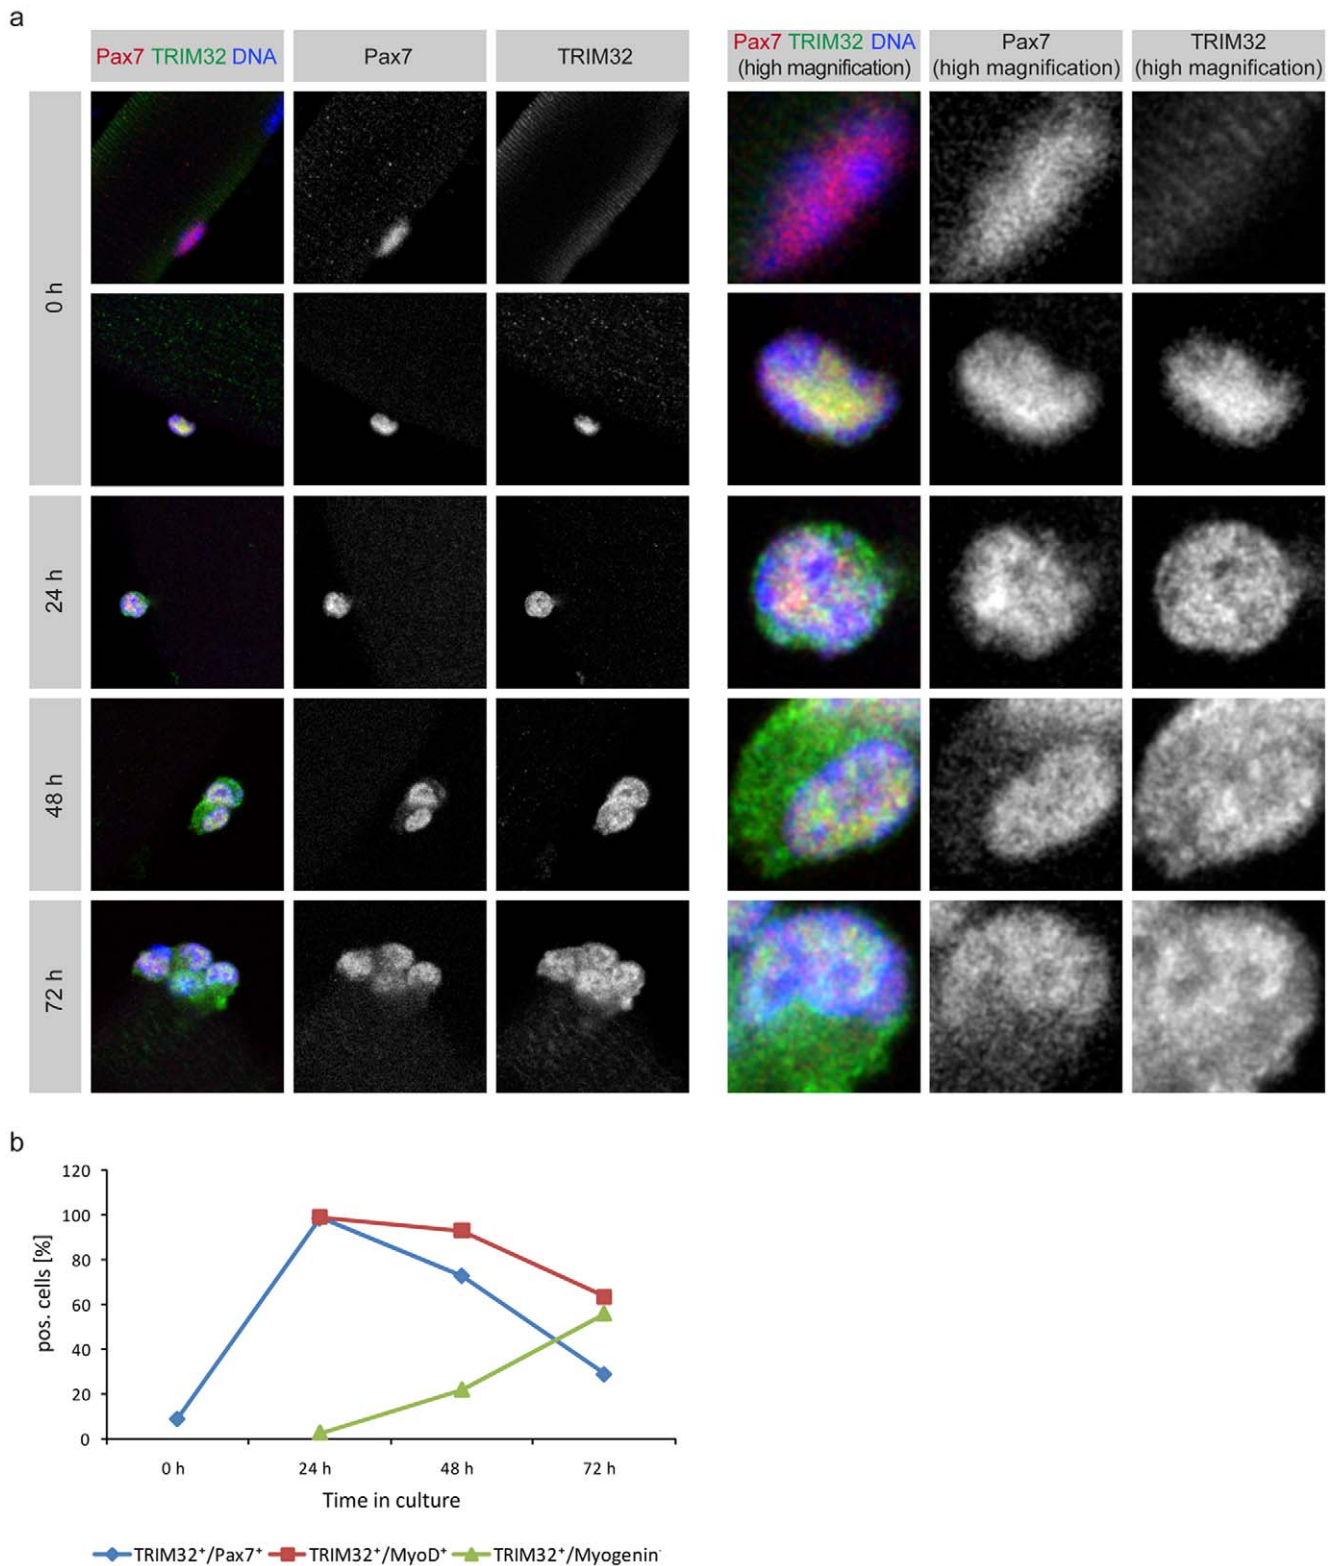 a
Pax7 TRIM32 DNA
Pax7
TRIM32
Pax7 TRIM32 DNA
(high magnification)
Pax7
(high magnification)
TRIM32
(high magnification)
0 h
24 h
48 h
72 h
b
120
100
80
60
40
20
0
pos. cells [%]
0 h
24 h
48 h
72 h
Time in culture
TRIM32⁺/Pax7⁺
TRIM32⁺/MyoD⁺
TRIM32⁺/Myogenin⁻